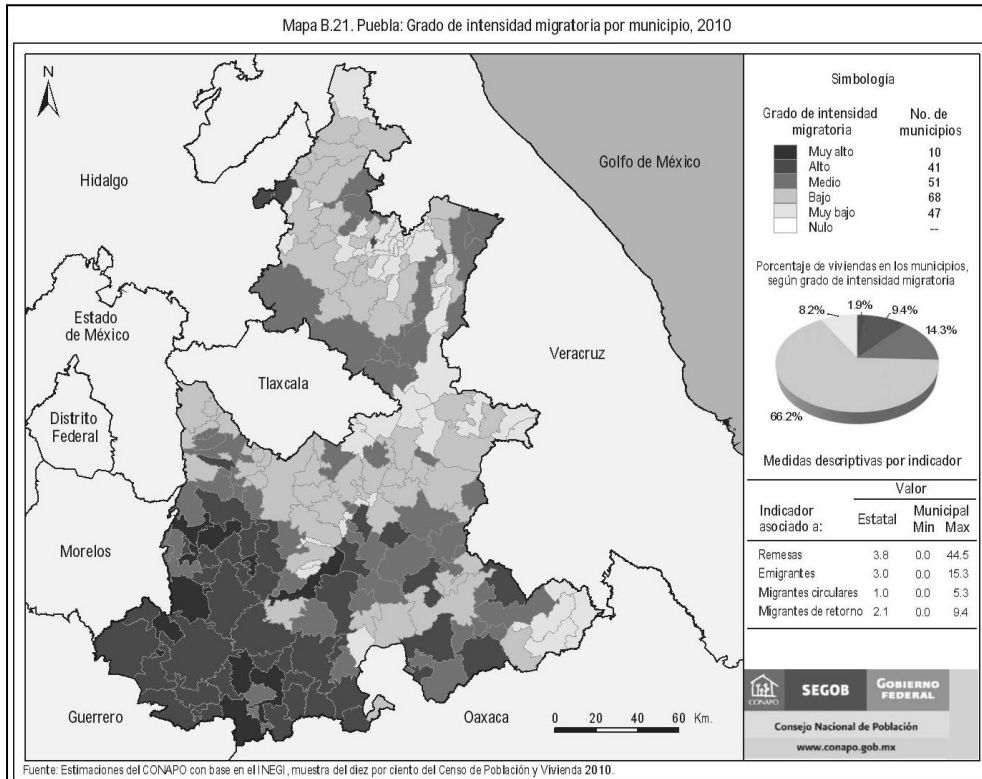 Mapa B.21. Puebla: Grado de intensidad migratoria por municipio, 2010
N
Hidalgo
Golfo de México
Estado
de México
Tlaxcala
Veracruz
Distrito
Federal
Morelos
Guerrero
Oaxaca
0 20 40 60 Km.
Simbología
Grado de intensidad migratoria No. de municipios
Muy alto 10
Alto 41
Medio 51
Bajo 68
Muy bajo 47
Nulo --
Porcentaje de viviendas en los municipios,
según grado de intensidad migratoria
8.2% 1.9% 9.4%
14.3%
66.2%
Medidas descriptivas por indicador
Valor
Indicador asociado a: Estatal Municipal Min Max
Remesas 3.8 0.0 44.5
Emigrantes 3.0 0.0 15.3
Migrantes circulares 1.0 0.0 5.3
Migrantes de retorno 2.1 0.0 9.4
CONAPO SEGOB GOBIERNO FEDERAL
Consejo Nacional de Población
www.conapo.gob.mx
Fuente: Estimaciones del CONAPO con base en el INEGI, muestra del diez por ciento del Censo de Población y Vivienda 2010.